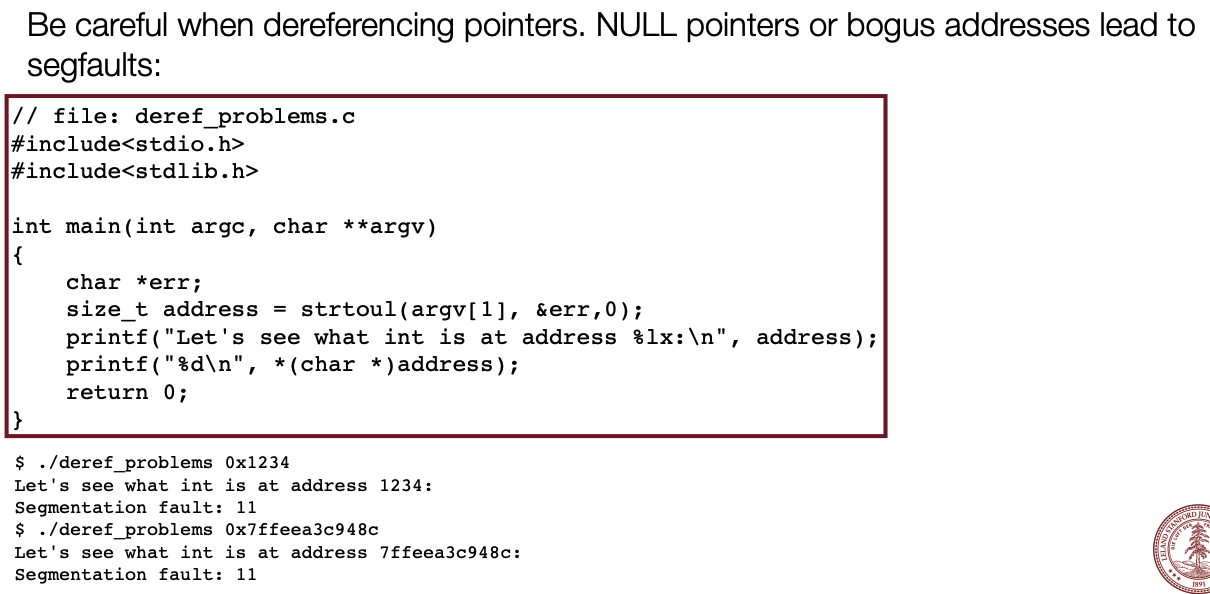 Be careful when dereferencing pointers. NULL pointers or bogus addresses lead to
segfaults:
// file: deref_problems.c
#include<stdio.h>
#include<stdlib.h>
int main(int argc, char **argv)
{
    char *err;
    size_t address = strtoul(argv[1], &err,0);
    printf("Let's see what int is at address %lx:\n", address);
    printf("%d\n", *(char *)address);
    return 0;
}
$ ./deref_problems 0x1234
Let's see what int is at address 1234:
Segmentation fault: 11
$ ./deref_problems 0x7ffeea3c948c
Let's see what int is at address 7ffeea3c948c:
Segmentation fault: 11
LELAND STANFORD JUN
1891